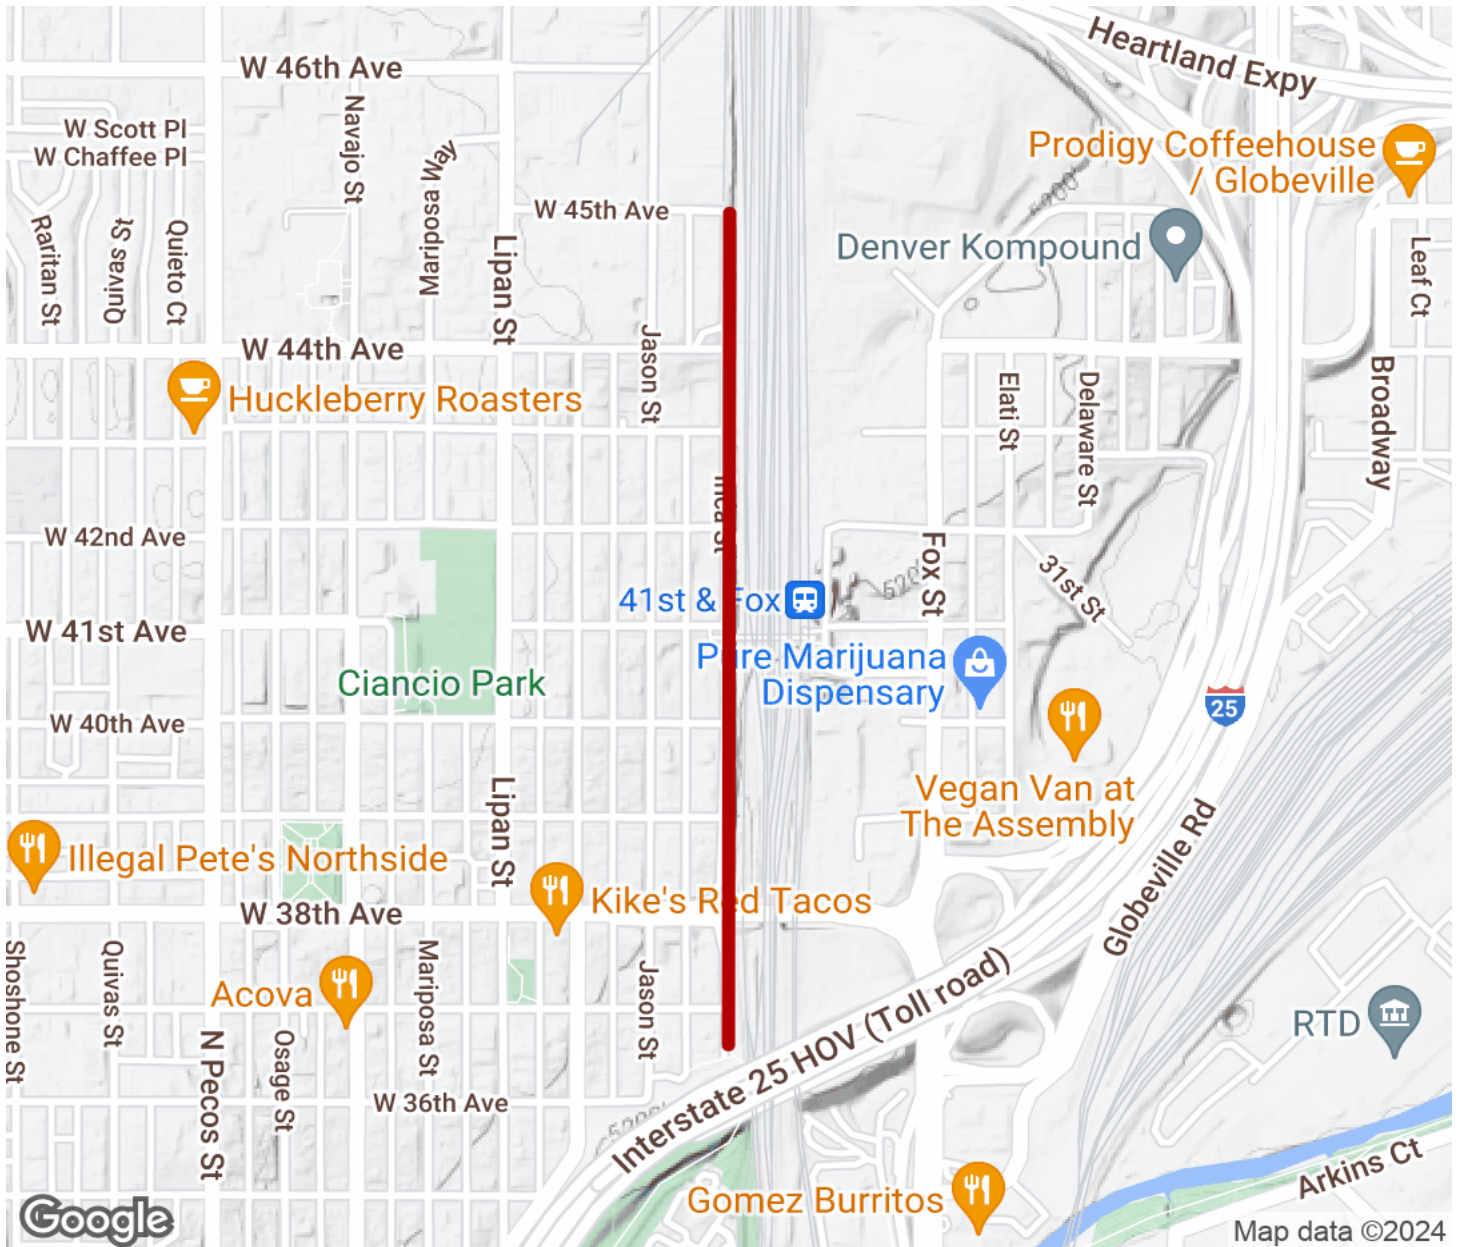 Heartland Expy
W 46th Ave
W Scott Pl
W Chaffee Pl
Navajo St
Mariposa Way
Prodigy Coffeehouse
/ Globeville
W 45th Ave
Raritan St
Quivas St
Quieto Ct
Lipan St
Denver Kompound
Leaf Ct
W 44th Ave
Jason St
Huckleberry Roasters
Elati St
Delaware St
Broadway
Inca St
W 42nd Ave
Fox St
31st St
41st & Fox
W 41st Ave
Pure Marijuana
Dispensary
Ciancio Park
25
W 40th Ave
Vegan Van at
The Assembly
Lipan St
Globeville Rd
Illegal Pete's Northside
Kike's Red Tacos
W 38th Ave
Shoshone St
Quivas St
Mariposa St
Jason St
Acova
Interstate 25 HOV (Toll road)
RTD
N Pecos St
Osage St
W 36th Ave
Arkins Ct
Gomez Burritos
Google
Map data ©2024